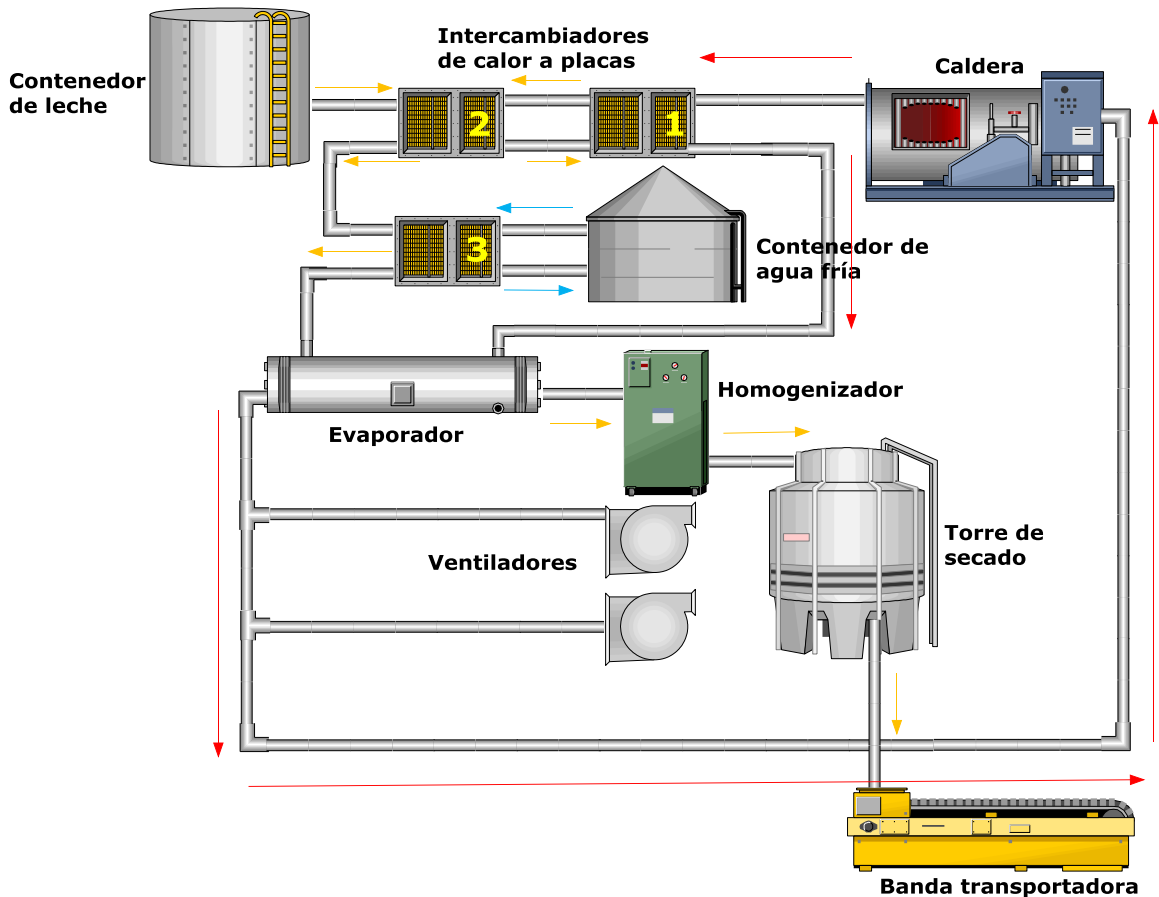 Intercambiadores
de calor a placas
Contenedor
de leche
Caldera
2
1
3
Contenedor de
agua fría
Homogenizador
Evaporador
Ventiladores
Torre de
secado
Banda transportadora